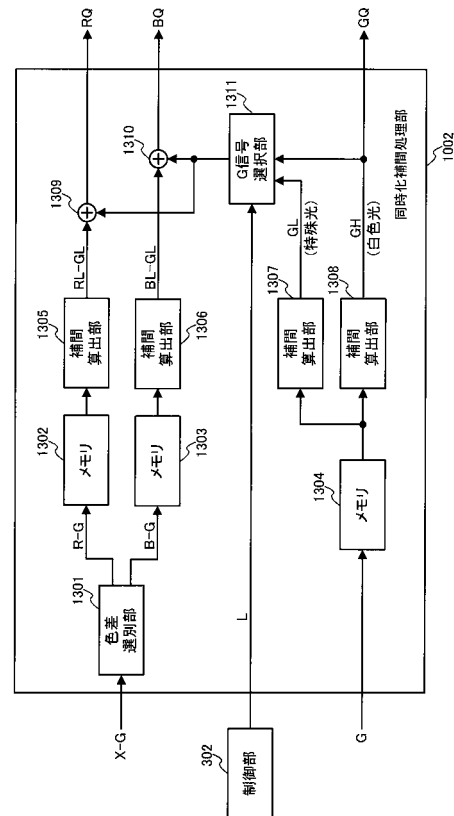 X-G
1301
色差
選別部
R-G
B-G
1302
メモリ
1303
メモリ
1305
補間
算出部
1306
補間
算出部
RL-GL
BL-GL
1309
1310
RQ
BQ
302
制御部
L
1311
G信号
選択部
G
1304
メモリ
1307
補間
算出部
1308
補間
算出部
GL
(特殊光)
GH
(白色光)
GQ
同時化補間処理部
1002